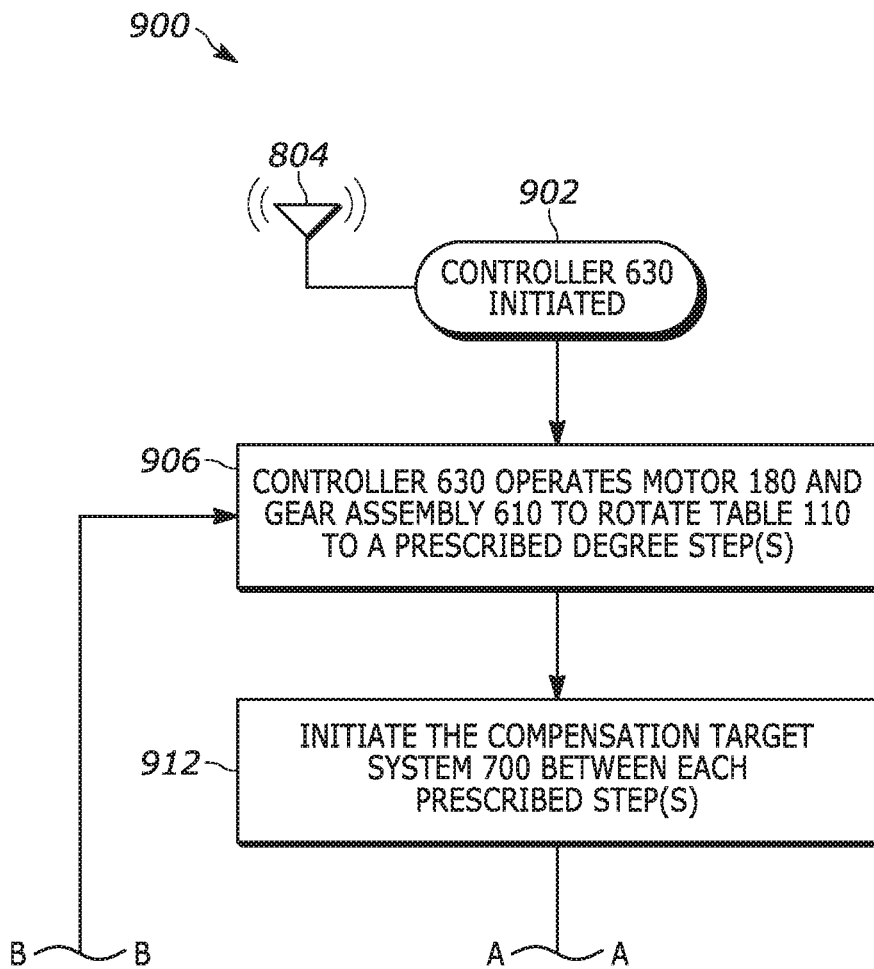 900
804
902
CONTROLLER 630
INITIATED
906
CONTROLLER 630 OPERATES MOTOR 180 AND
GEAR ASSEMBLY 610 TO ROTATE TABLE 110
TO A PRESCRIBED DEGREE STEP(S)
912
INITIATE THE COMPENSATION TARGET
SYSTEM 700 BETWEEN EACH
PRESCRIBED STEP(S)
B B
A A